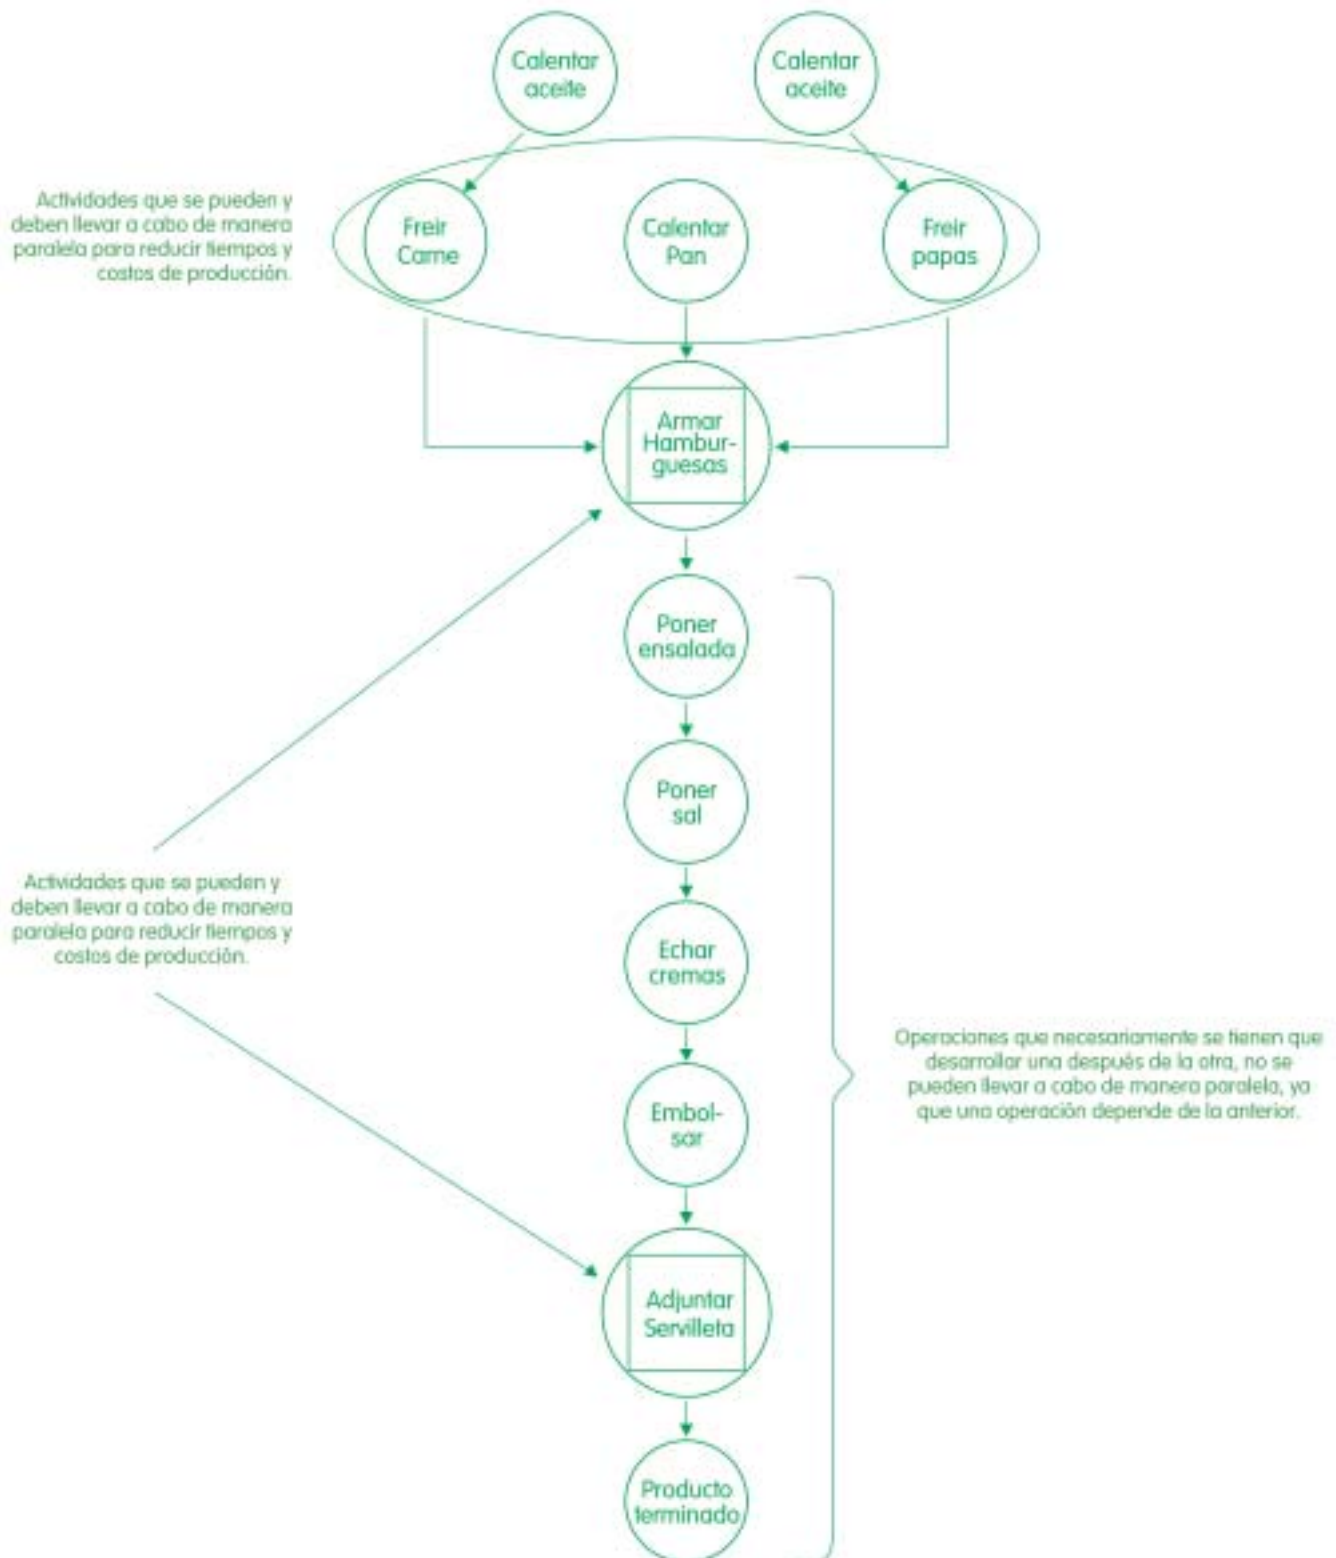 Calentar
aceite
Calentar
aceite
Actividades que se pueden y
deben llevar a cabo de manera
paralela para reducir tiempos y
costos de producción.
Freir
Carne
Calentar
Pan
Freir
papas
Armar
Hambur-
guesas
Poner
ensalada
Poner
sal
Actividades que se pueden y
deben llevar a cabo de manera
paralela para reducir tiempos y
costos de producción.
Echar
cremas
Operaciones que necesariamente se tienen que
desarrollar una después de la otra, no se
pueden llevar a cabo de manera paralela, ya
que una operación depende de la anterior.
Embol-
sar
Adjuntar
Servilleta
Producto
terminado